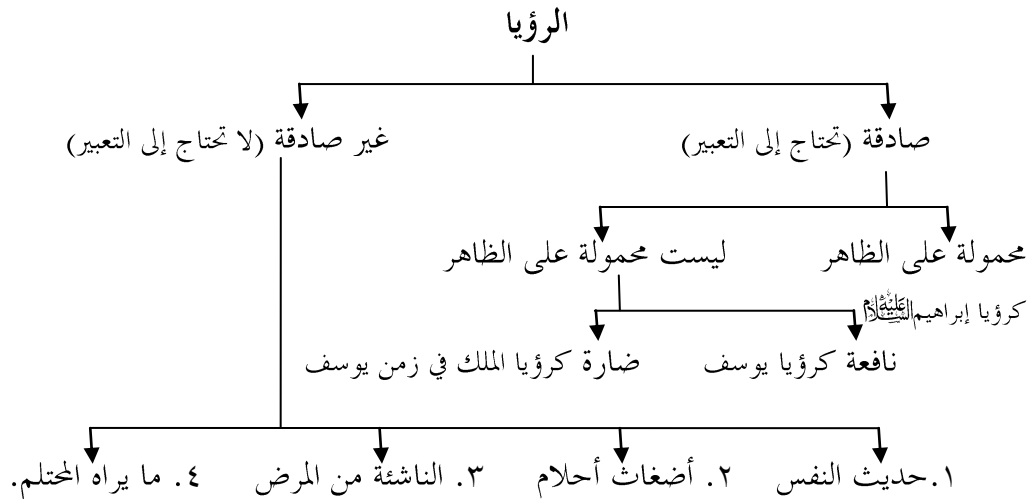 الرؤيا
صادقة (تحتاج إلى التعبير) غير صادقة (لا تحتاج إلى التعبير)
محمولة على الظاهر ليست محمولة على الظاهر
كرؤيا إبراهيم عليه السلام
نافعة كرؤيا يوسف ضارة كرؤيا الملك في زمن يوسف
١.حديث النفس ٢. أضغاث أحلام ٣. الناشئة من المرض ٤. ما يراه المحتلم.